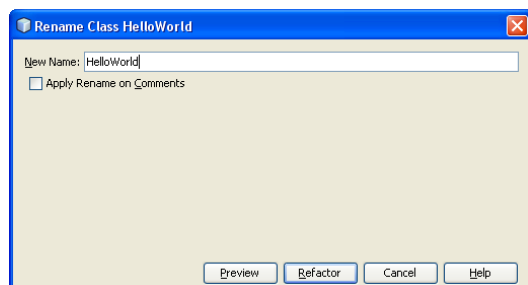 Rename Class HelloWorld
New Name: HelloWorld
Apply Rename on Comments
Preview Refactor Cancel Help